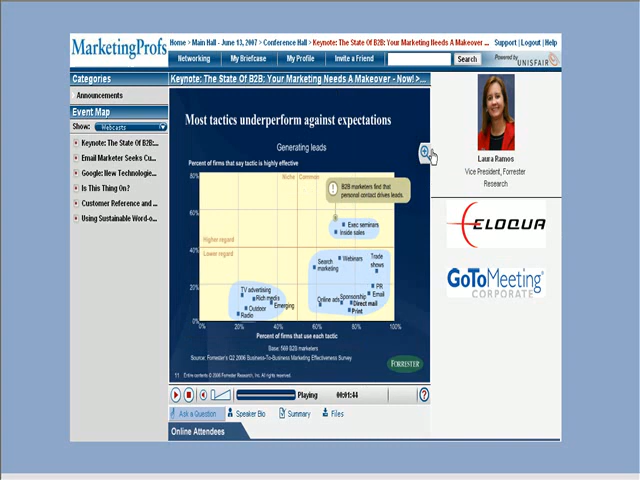 MarketingProfs
Home > Main Hall - June 13, 2007 > Conference Hall > Keynote: The State Of B2B: Your Marketing Needs A Makeover ...
Support | Logout | Help
Networking
My Briefcase
My Profile
Invite a Friend
Search
Powered by
UNISFAIR
Categories
Announcements
Event Map
Show: Webcasts
Keynote: The State Of B2B:...
Email Marketer Seeks Cu...
Google: New Technologie...
Is This Thing On?
Customer Reference and ...
Using Sustainable Word-o...
Keynote: The State Of B2B: Your Marketing Needs A Makeover - Now! >...
Most tactics underperform against expectations
Generating leads
Percent of firms that say tactic is highly effective
80%
60%
40%
20%
0%
Niche
Common
B2B marketers find that
personal contact drives leads.
Exec seminars
Inside sales
Higher regard
Lower regard
Search
marketing
Webinars
Trade
shows
TV advertising
Rich media
Emerging
Outdoor
Radio
PR
Email
Sponsorship
Online ads
Direct mail
Print
0%
20%
40%
60%
80%
100%
Percent of firms that use each tactic
Base: 569 B2B marketers
Source: Forrester's Q2 2006 Business-To-Business Marketing Effectiveness Survey
FORRESTER
11 Entire contents © 2006 Forrester Research, Inc. All rights reserved.
Playing
00:01:44
Ask a Question
Speaker Bio
Summary
Files
Online Attendees
Laura Ramos
Vice President, Forrester
Research
ELOQUA
GoToMeeting
CORPORATE